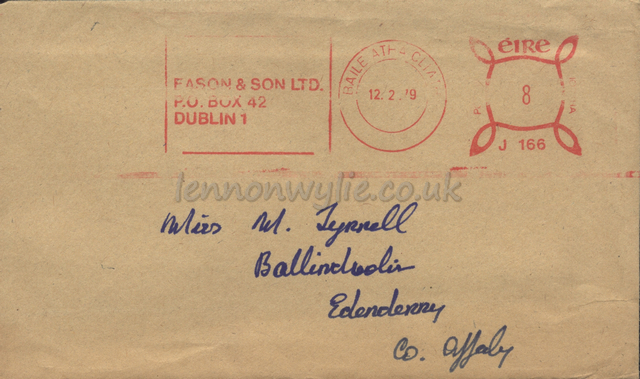 EASON & SON LTD.
P.O. BOX 42
DUBLIN 1
BAILE ÁTHA CLIATH
12. 2. 79
éIRe
8
J 166
lennonwylie.co.uk
Miss M. Tyrrell
Ballindoolin
Edenderry
Co. Offaly